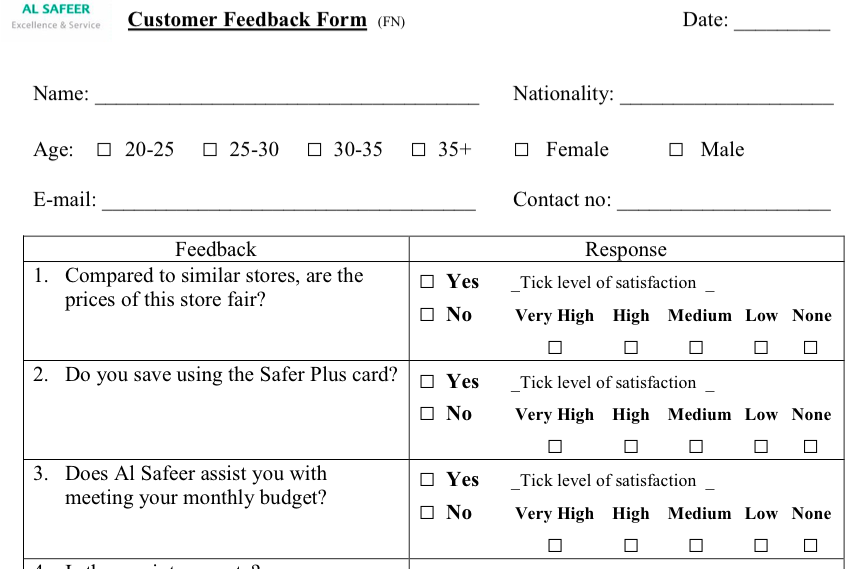 AL SAFEER
Excellence & Service
Customer Feedback Form (FN) Date: _________
Name: ____________________________________ Nationality: ____________________
Age: ☐ 20-25 ☐ 25-30 ☐ 30-35 ☐ 35+ ☐ Female ☐ Male
E-mail: ___________________________________ Contact no: ____________________
Feedback Response
1. Compared to similar stores, are the
prices of this store fair?
☐ Yes _Tick level of satisfaction _
☐ No Very High High Medium Low None
☐ ☐ ☐ ☐ ☐
2. Do you save using the Safer Plus card?
☐ Yes _Tick level of satisfaction _
☐ No Very High High Medium Low None
☐ ☐ ☐ ☐ ☐
3. Does Al Safeer assist you with
meeting your monthly budget?
☐ Yes _Tick level of satisfaction _
☐ No Very High High Medium Low None
☐ ☐ ☐ ☐ ☐